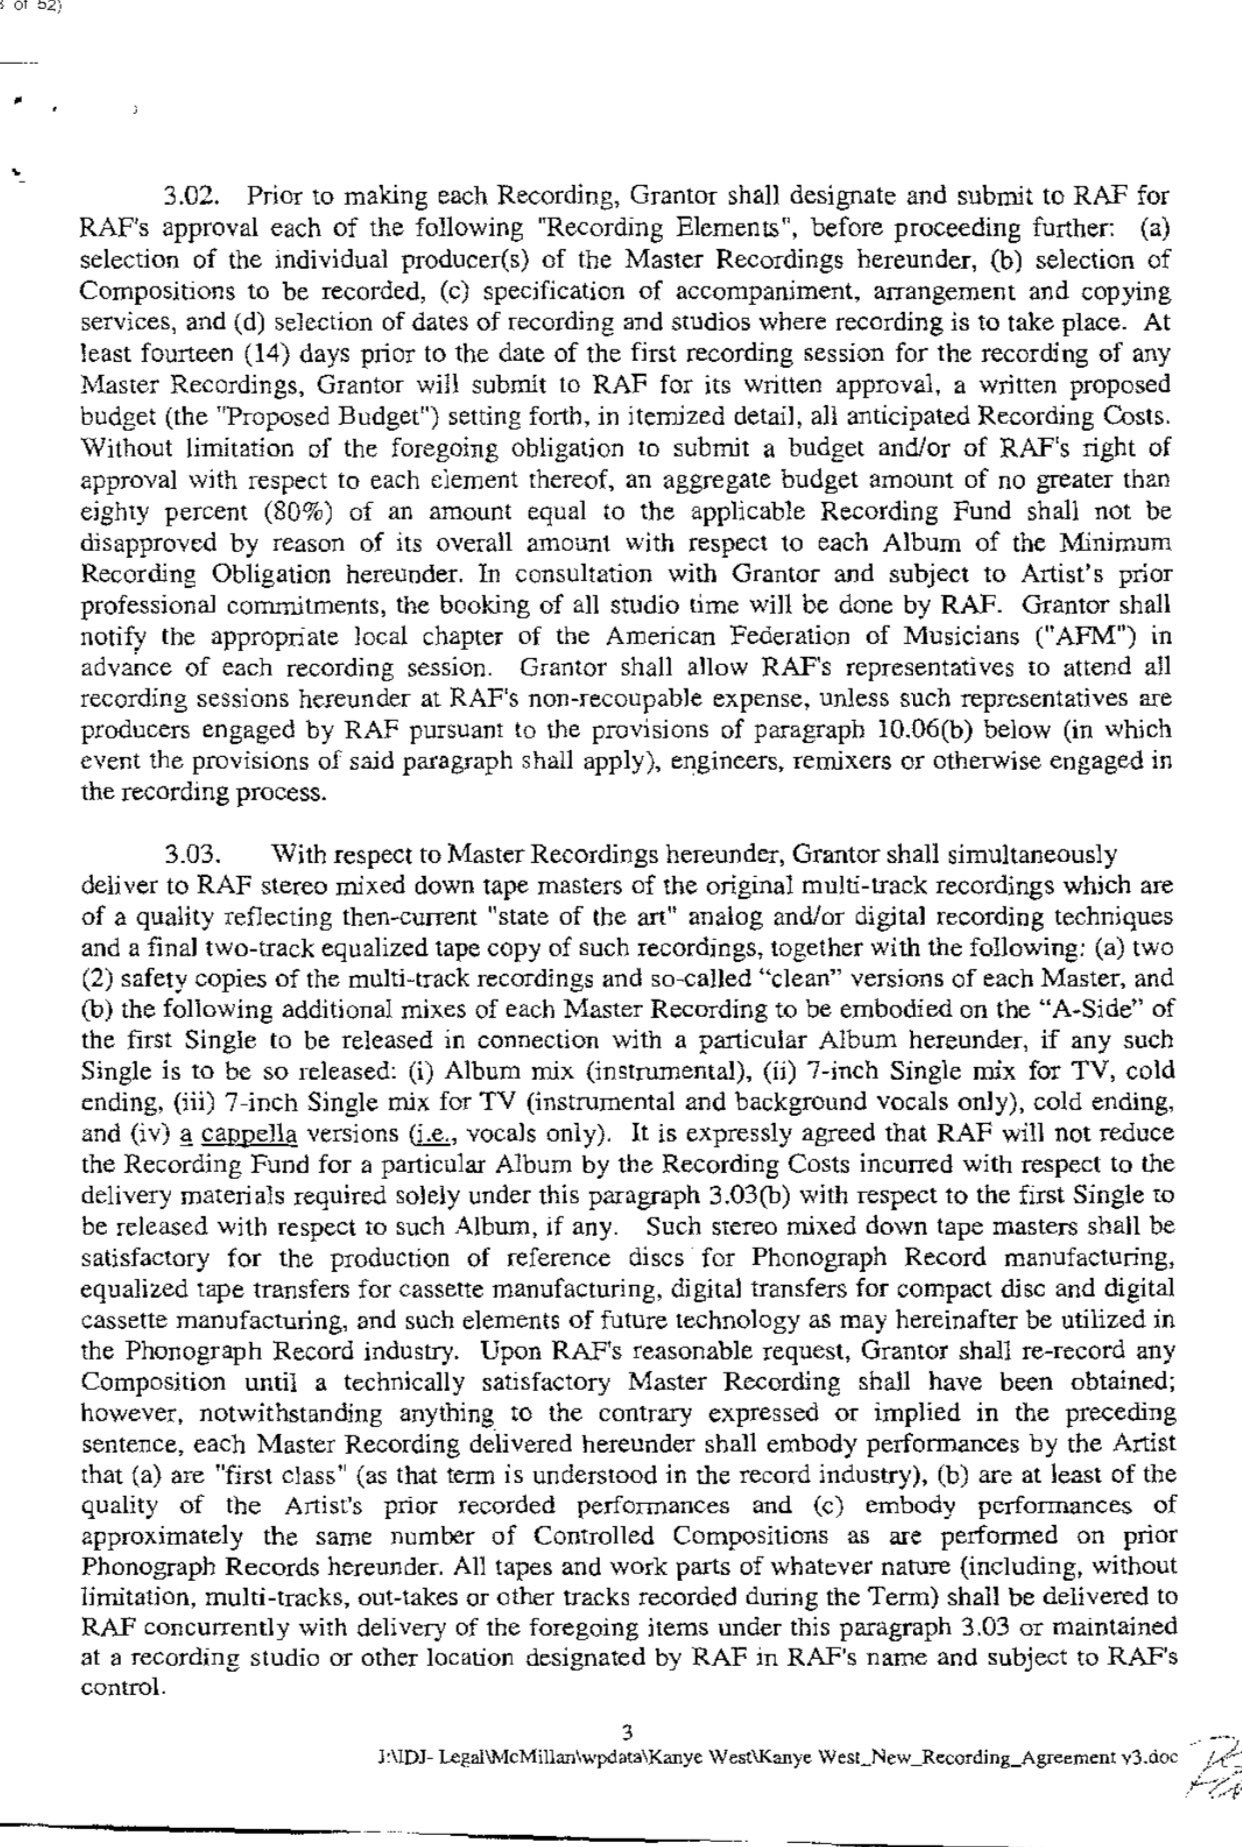 of 52)
3.02. Prior to making each Recording, Grantor shall designate and submit to RAF for
RAF's approval each of the following "Recording Elements", before proceeding further: (a)
selection of the individual producer(s) of the Master Recordings hereunder, (b) selection of
Compositions to be recorded, (c) specification of accompaniment, arrangement and copying
services, and (d) selection of dates of recording and studios where recording is to take place. At
least fourteen (14) days prior to the date of the first recording session for the recording of any
Master Recordings, Grantor will submit to RAF for its written approval, a written proposed
budget (the "Proposed Budget") setting forth, in itemized detail, all anticipated Recording Costs.
Without limitation of the foregoing obligation to submit a budget and/or of RAF's right of
approval with respect to each element thereof, an aggregate budget amount of no greater than
eighty percent (80%) of an amount equal to the applicable Recording Fund shall not be
disapproved by reason of its overall amount with respect to each Album of the Minimum
Recording Obligation hereunder. In consultation with Grantor and subject to Artist's prior
professional commitments, the booking of all studio time will be done by RAF. Grantor shall
notify the appropriate local chapter of the American Federation of Musicians ("AFM") in
advance of each recording session. Grantor shall allow RAF's representatives to attend all
recording sessions hereunder at RAF's non-recoupable expense, unless such representatives are
producers engaged by RAF pursuant to the provisions of paragraph 10.06(b) below (in which
event the provisions of said paragraph shall apply), engineers, remixers or otherwise engaged in
the recording process.
3.03. With respect to Master Recordings hereunder, Grantor shall simultaneously
deliver to RAF stereo mixed down tape masters of the original multi-track recordings which are
of a quality reflecting then-current "state of the art" analog and/or digital recording techniques
and a final two-track equalized tape copy of such recordings, together with the following: (a) two
(2) safety copies of the multi-track recordings and so-called “clean” versions of each Master, and
(b) the following additional mixes of each Master Recording to be embodied on the “A-Side” of
the first Single to be released in connection with a particular Album hereunder, if any such
Single is to be so released: (i) Album mix (instrumental), (ii) 7-inch Single mix for TV, cold
ending, (iii) 7-inch Single mix for TV (instrumental and background vocals only), cold ending,
and (iv) a cappella versions (i.e., vocals only). It is expressly agreed that RAF will not reduce
the Recording Fund for a particular Album by the Recording Costs incurred with respect to the
delivery materials required solely under this paragraph 3.03(b) with respect to the first Single to
be released with respect to such Album, if any. Such stereo mixed down tape masters shall be
satisfactory for the production of reference discs for Phonograph Record manufacturing,
equalized tape transfers for cassette manufacturing, digital transfers for compact disc and digital
cassette manufacturing, and such elements of future technology as may hereinafter be utilized in
the Phonograph Record industry. Upon RAF's reasonable request, Grantor shall re-record any
Composition until a technically satisfactory Master Recording shall have been obtained;
however, notwithstanding anything to the contrary expressed or implied in the preceding
sentence, each Master Recording delivered hereunder shall embody performances by the Artist
that (a) are "first class" (as that term is understood in the record industry), (b) are at least of the
quality of the Artist's prior recorded performances and (c) embody performances of
approximately the same number of Controlled Compositions as are performed on prior
Phonograph Records hereunder. All tapes and work parts of whatever nature (including, without
limitation, multi-tracks, out-takes or other tracks recorded during the Term) shall be delivered to
RAF concurrently with delivery of the foregoing items under this paragraph 3.03 or maintained
at a recording studio or other location designated by RAF in RAF's name and subject to RAF's
control.
3
J:\IDJ- Legal\McMillan\wpdata\Kanye West\Kanye West_New_Recording_Agreement v3.doc